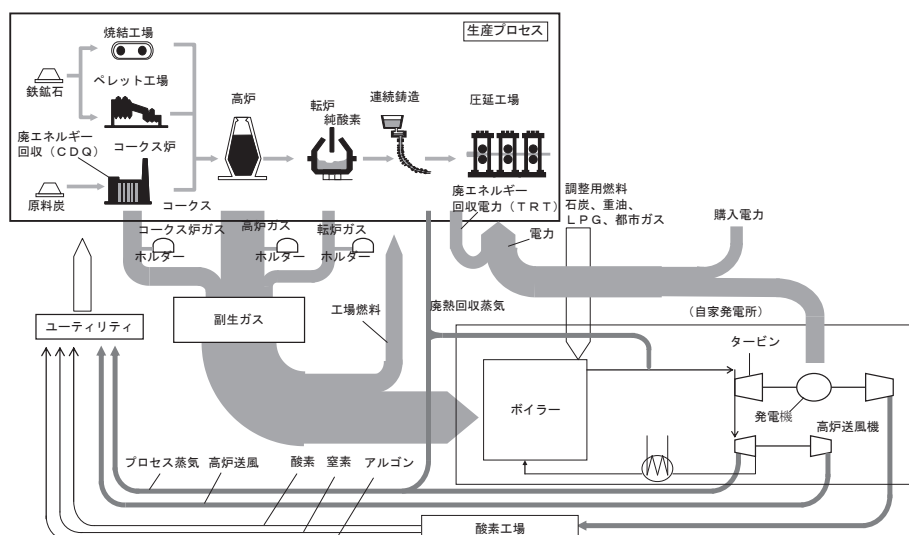 生産プロセス
焼結工場
鉄鉱石
ペレット工場
廃エネルギー
回収（ＣＤＱ）
コークス炉
原料炭
コークス
高炉
転炉
純酸素
連続鋳造
圧延工場
廃エネルギー
回収電力（ＴＲＴ）
調整用燃料
石炭、重油、
ＬＰＧ、都市ガス
購入電力
電力
コークス炉ガス
ホルダー
高炉ガス
ホルダー
転炉ガス
ホルダー
副生ガス
工場燃料
廃熱回収蒸気
（自家発電所）
ユーティリティ
ボイラー
タービン
発電機
高炉送風機
プロセス蒸気
高炉送風
酸素
窒素
アルゴン
酸素工場